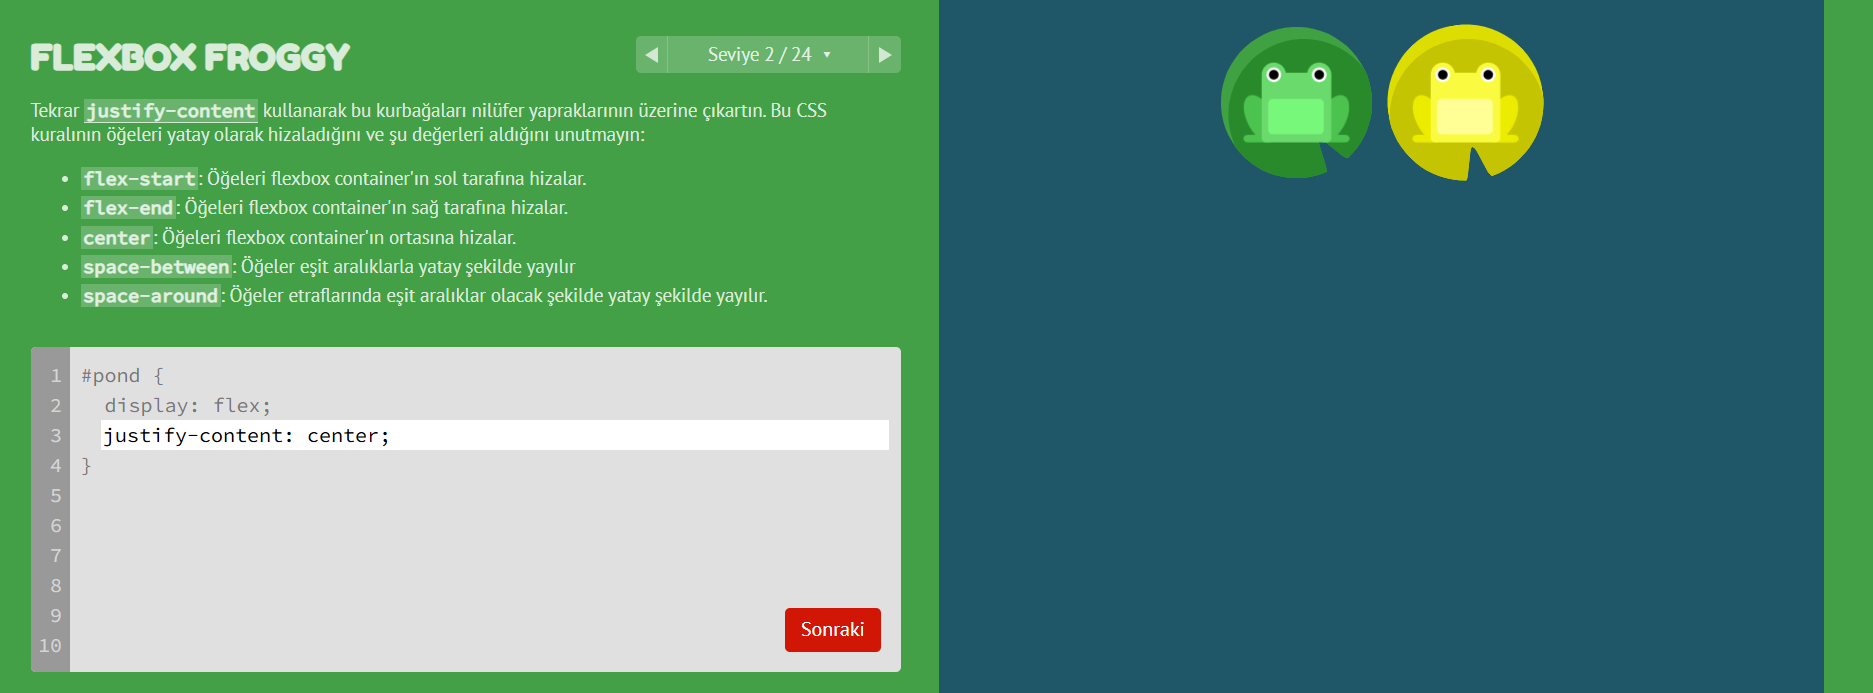 FLEXBOX FROGGY
Seviye 2 / 24
Tekrar justify-content kullanarak bu kurbağaları nilüfer yapraklarının üzerine çıkartın. Bu CSS
kuralının öğeleri yatay olarak hizaladığını ve şu değerleri aldığını unutmayın:
flex-start: Öğeleri flexbox container'ın sol tarafına hizalar.
flex-end: Öğeleri flexbox container'ın sağ tarafına hizalar.
center: Öğeleri flexbox container'ın ortasına hizalar.
space-between: Öğeler eşit aralıklarla yatay şekilde yayılır
space-around: Öğeler etraflarında eşit aralıklar olacak şekilde yatay şekilde yayılır.
1 #pond {
2 display: flex;
3 justify-content: center;
4 }
5
6
7
8
9
10
Sonraki